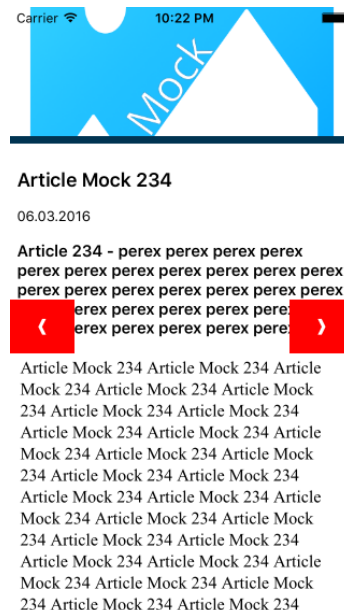 Carrier 10:22 PM
Mock
Article Mock 234
06.03.2016
Article 234 - perex perex perex perex
perex perex perex perex perex perex perex
perex perex perex perex perex perex perex
erex perex perex perex pere
❰ erex perex perex perex pere ❱
Article Mock 234 Article Mock 234 Article
Mock 234 Article Mock 234 Article Mock
234 Article Mock 234 Article Mock 234
Article Mock 234 Article Mock 234 Article
Mock 234 Article Mock 234 Article Mock
234 Article Mock 234 Article Mock 234
Article Mock 234 Article Mock 234 Article
Mock 234 Article Mock 234 Article Mock
234 Article Mock 234 Article Mock 234
Article Mock 234 Article Mock 234 Article
Mock 234 Article Mock 234 Article Mock
234 Article Mock 234 Article Mock 234